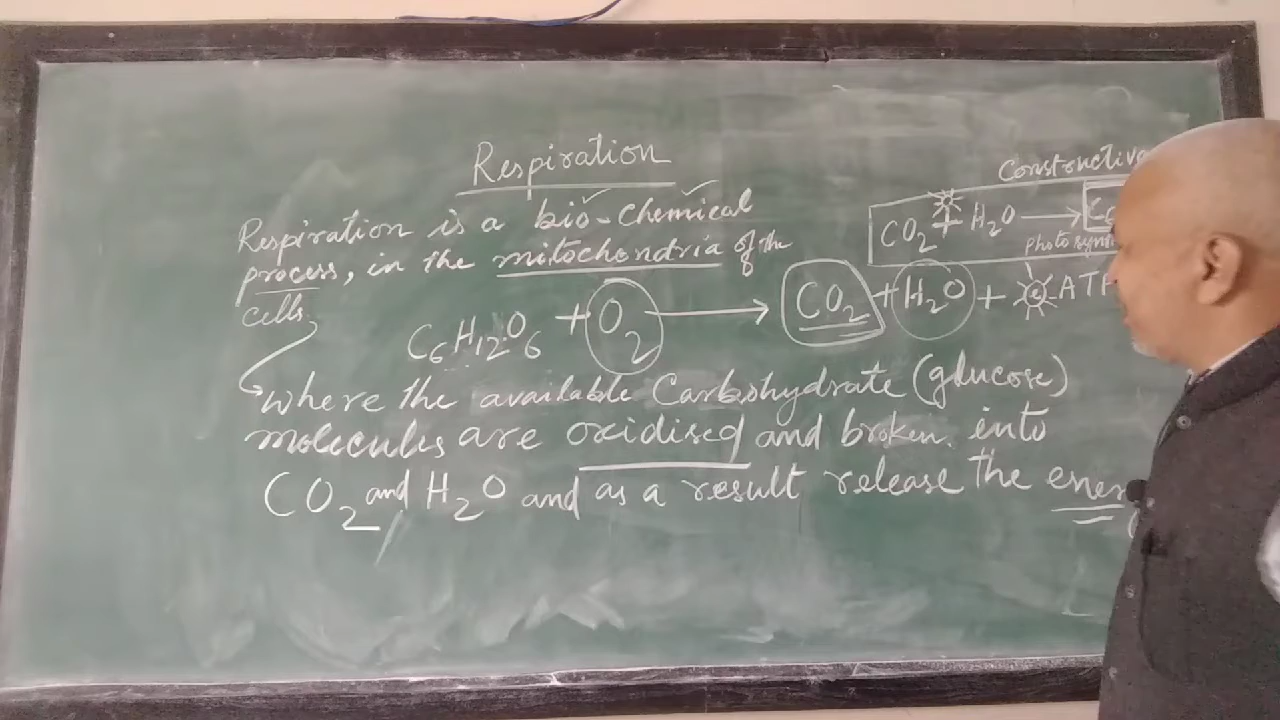 Respiration
Constructive
Respiration is a bio-chemical
process, in the mitochondria of the
cells.
CO2 + H2O →
Photosyn
C6H12O6 + O2 → CO2 + H2O + ATP
where the available Carbohydrate (glucose)
molecules are oxidised and broken into
CO2 and H2O and as a result release the ener